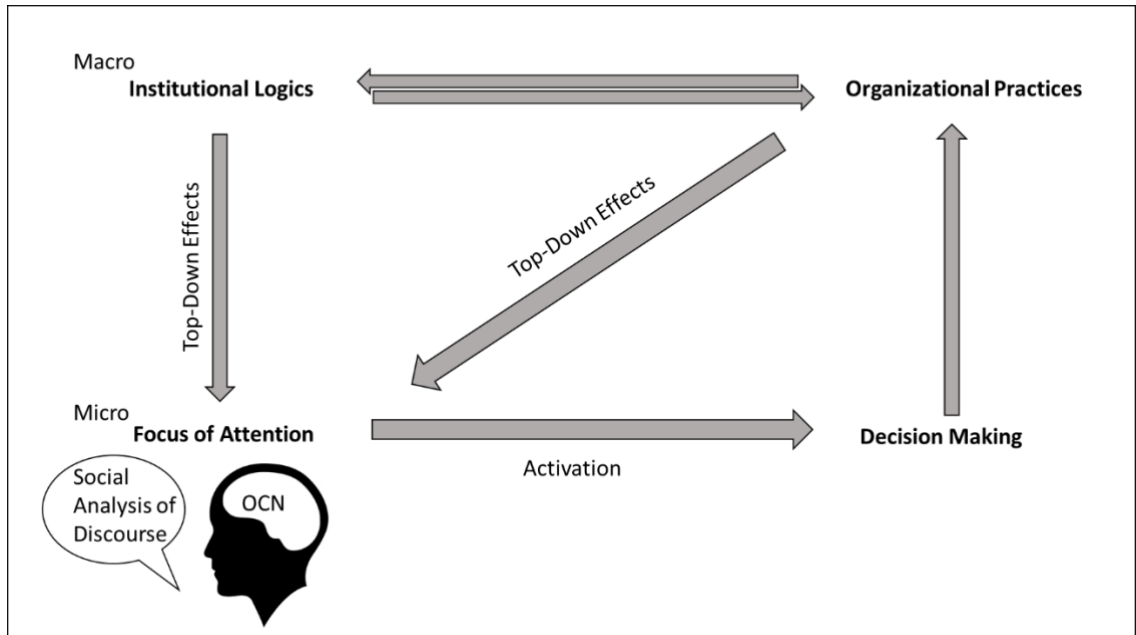 Macro
Institutional Logics
Organizational Practices
Top-Down Effects
Top-Down Effects
Micro
Focus of Attention
Activation
Decision Making
Social
Analysis of
Discourse
OCN